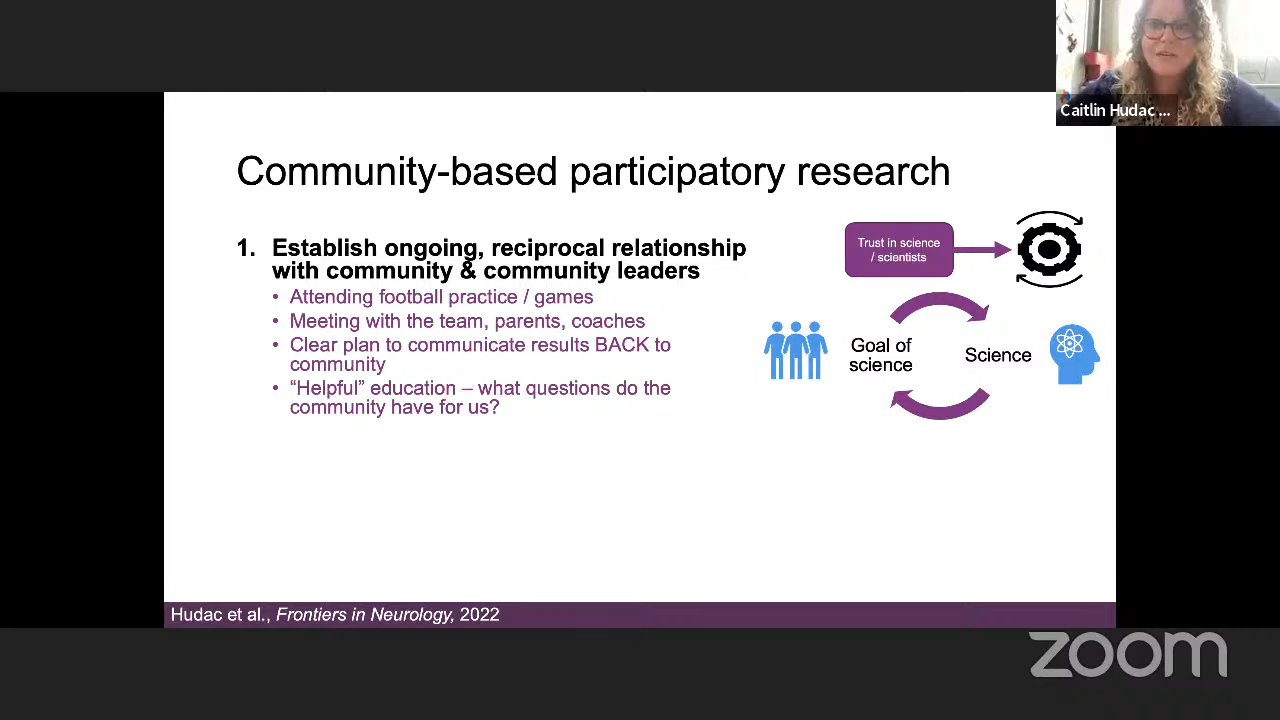 Caitlin Hudac ...
Community-based participatory research
1. Establish ongoing, reciprocal relationship
with community & community leaders
• Attending football practice / games
• Meeting with the team, parents, coaches
• Clear plan to communicate results BACK to
community
• “Helpful” education – what questions do the
community have for us?
Trust in science
/ scientists
Goal of
science
Science
Hudac et al., Frontiers in Neurology, 2022
zoom